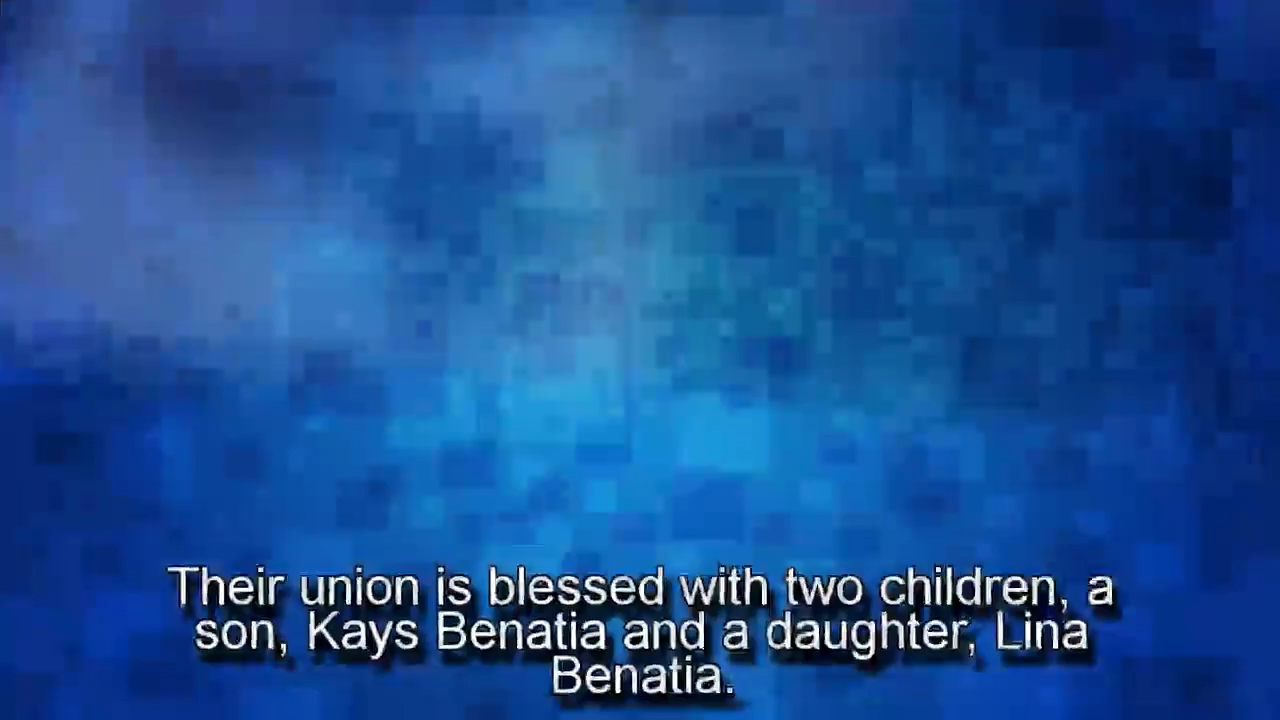 Their union is blessed with two children, a
son, Kays Benatia and a daughter, Lina
Benatia.